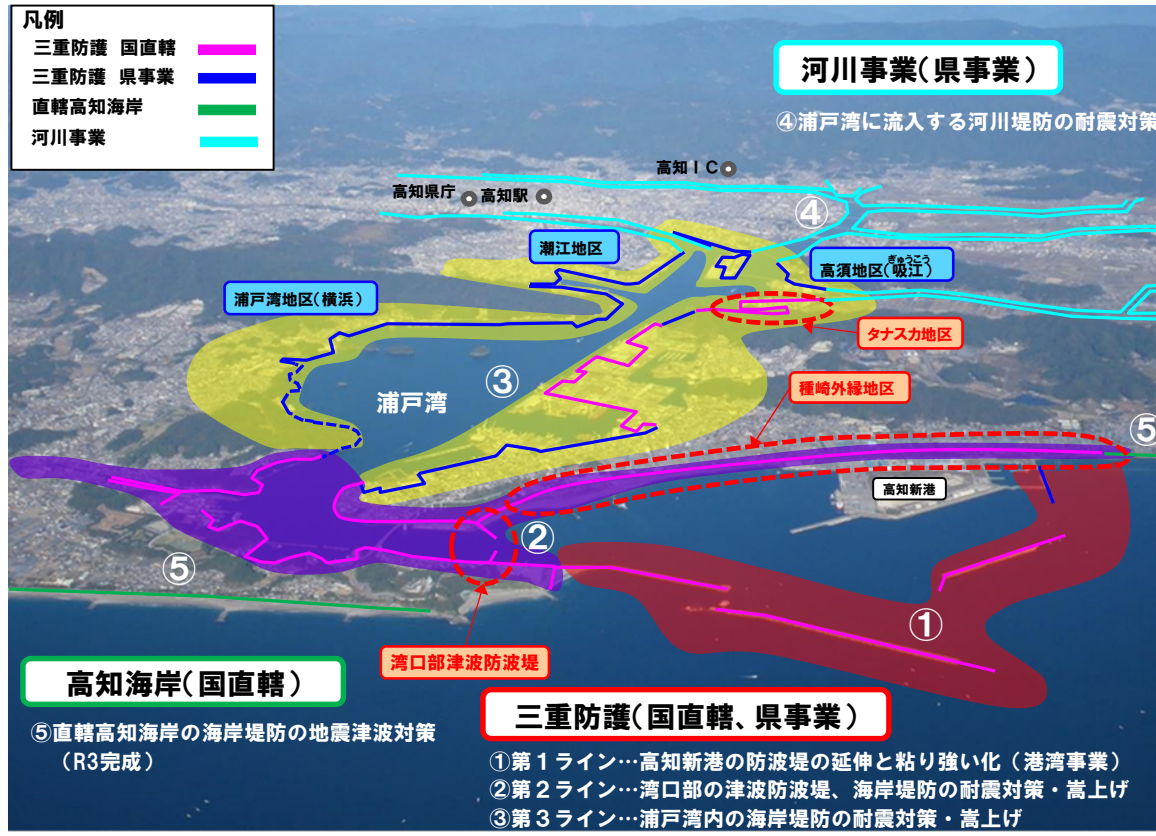 凡例
三重防護 国直轄
三重防護 県事業
直轄高知海岸
河川事業
河川事業(県事業)
④浦戸湾に流入する河川堤防の耐震対策
高知IC
高知県庁
高知駅
④
潮江地区
ぎゅうこう
高須地区(吸江)
浦戸湾地区(横浜)
タナスカ地区
③
種崎外縁地区
浦戸湾
⑤
高知新港
②
⑤
①
湾口部津波防波堤
高知海岸(国直轄)
⑤直轄高知海岸の海岸堤防の地震津波対策
(R3完成)
三重防護(国直轄、県事業)
①第1ライン…高知新港の防波堤の延伸と粘り強い化(港湾事業)
②第2ライン…湾口部の津波防波堤、海岸堤防の耐震対策・嵩上げ
③第3ライン…浦戸湾内の海岸堤防の耐震対策・嵩上げ